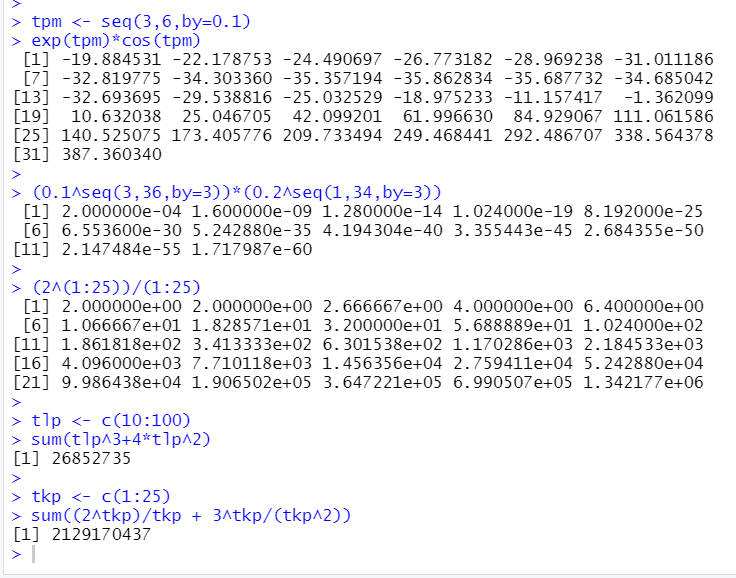 >
> tpm <- seq(3,6,by=0.1)
> exp(tpm)*cos(tpm)
[1] -19.884531 -22.178753 -24.490697 -26.773182 -28.969238 -31.011186
[7] -32.819775 -34.303360 -35.357194 -35.862834 -35.687732 -34.685042
[13] -32.693695 -29.538816 -25.032529 -18.975233 -11.157417 -1.362099
[19] 10.632038 25.046705 42.099201 61.996630 84.929067 111.061586
[25] 140.525075 173.405776 209.733494 249.468441 292.486707 338.564378
[31] 387.360340
>
> (0.1^seq(3,36,by=3))*(0.2^seq(1,34,by=3))
[1] 2.000000e-04 1.600000e-09 1.280000e-14 1.024000e-19 8.192000e-25
[6] 6.553600e-30 5.242880e-35 4.194304e-40 3.355443e-45 2.684355e-50
[11] 2.147484e-55 1.717987e-60
>
> (2^(1:25))/(1:25)
[1] 2.000000e+00 2.000000e+00 2.666667e+00 4.000000e+00 6.400000e+00
[6] 1.066667e+01 1.828571e+01 3.200000e+01 5.688889e+01 1.024000e+02
[11] 1.861818e+02 3.413333e+02 6.301538e+02 1.170286e+03 2.184533e+03
[16] 4.096000e+03 7.710118e+03 1.456356e+04 2.759411e+04 5.242880e+04
[21] 9.986438e+04 1.906502e+05 3.647221e+05 6.990507e+05 1.342177e+06
>
> tlp <- c(10:100)
> sum(tlp^3+4*tlp^2)
[1] 26852735
>
> tkp <- c(1:25)
> sum((2^tkp)/tkp + 3^tkp/(tkp^2))
[1] 2129170437
>